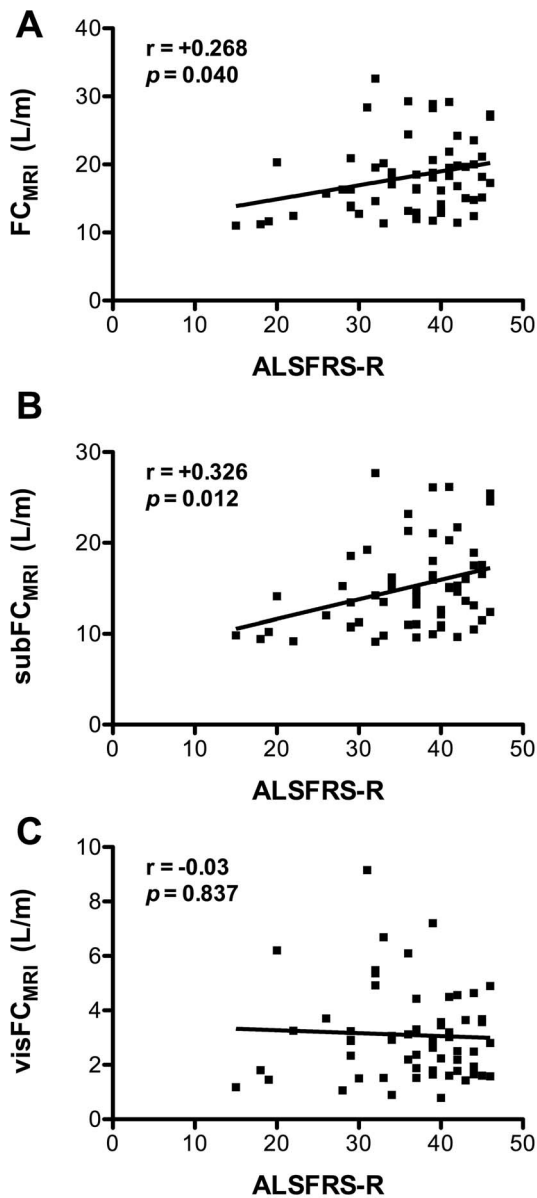 A
r = +0.268
p = 0.040
FCMRI (L/m)
40
30
20
10
0
0 10 20 30 40 50
ALSFRS-R
B
r = +0.326
p = 0.012
subFCMRI (L/m)
30
20
10
0
0 10 20 30 40 50
ALSFRS-R
C
r = -0.03
p = 0.837
visFCMRI (L/m)
10
8
6
4
2
0
0 10 20 30 40 50
ALSFRS-R